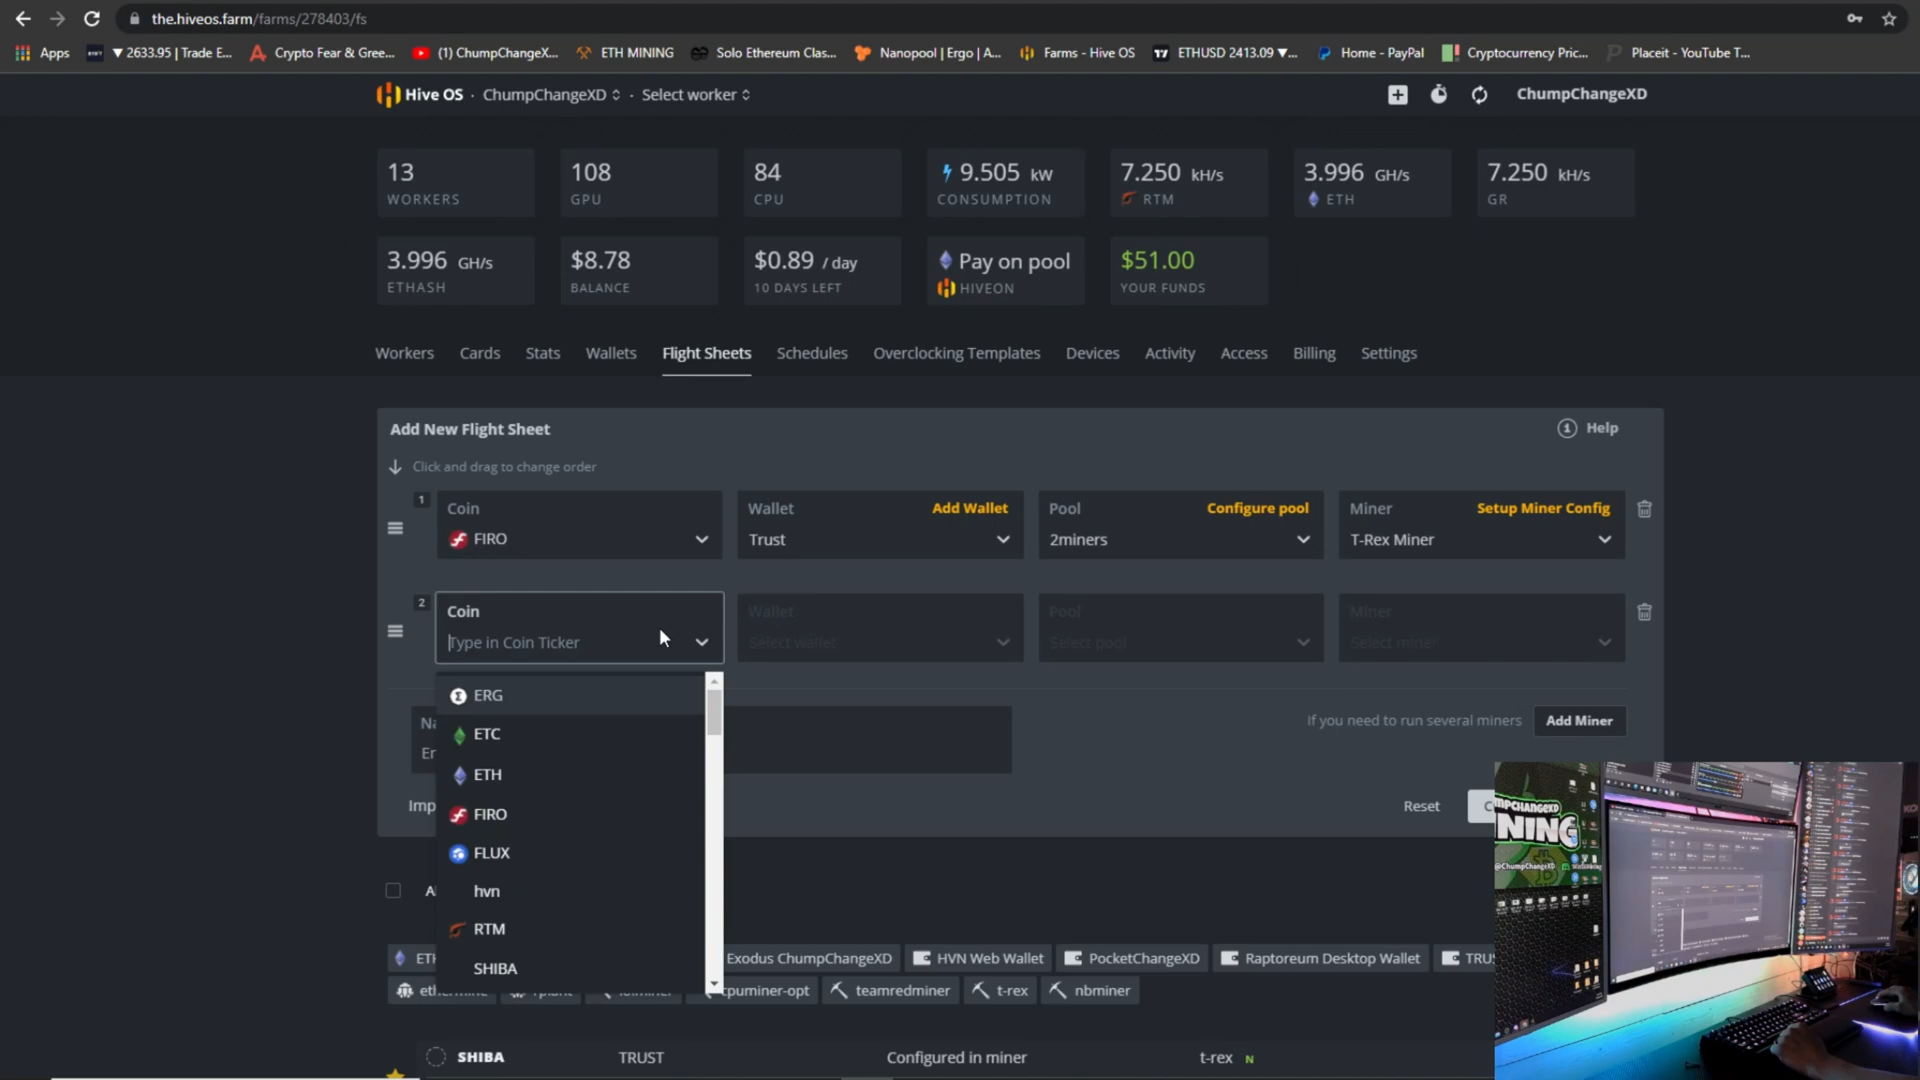 the.hiveos.farm/farms/278403/fs
Apps ▼ 2633.95 | Trade E... Crypto Fear & Gree... (1) ChumpChangeX... ETH MINING Solo Ethereum Clas... Nanopool | Ergo | A... Farms - Hive OS ETHUSD 2413.09 ▼... Home - PayPal Cryptocurrency Pric... Placeit - YouTube T...
Hive OS · ChumpChangeXD · Select worker ChumpChangeXD
13 108 84 9.505 kW 7.250 kH/s 3.996 GH/s 7.250 kH/s
WORKERS GPU CPU CONSUMPTION RTM ETH GR
3.996 GH/s $8.78 $0.89 / day Pay on pool $51.00
ETHASH BALANCE 10 DAYS LEFT HIVEON YOUR FUNDS
Workers Cards Stats Wallets Flight Sheets Schedules Overclocking Templates Devices Activity Access Billing Settings
Add New Flight Sheet Help
Click and drag to change order
1 Coin Wallet Add Wallet Pool Configure pool Miner Setup Miner Config
FIRO Trust 2miners T-Rex Miner
2 Coin Wallet Pool Miner
Type in Coin Ticker Select wallet Select pool Select miner
ERG
Na If you need to run several miners Add Miner
ETC
Er
ETH
Imp Reset C
FIRO
FLUX
hvn
A
RTM
ETH Exodus ChumpChangeXD HVN Web Wallet PocketChangeXD Raptoreum Desktop Wallet TRUS
SHIBA
ethermine cpuminer-opt teamredminer t-rex nbminer
SHIBA TRUST Configured in miner t-rex N
MPCHANGEXD
NING
@ChumpChangeXD